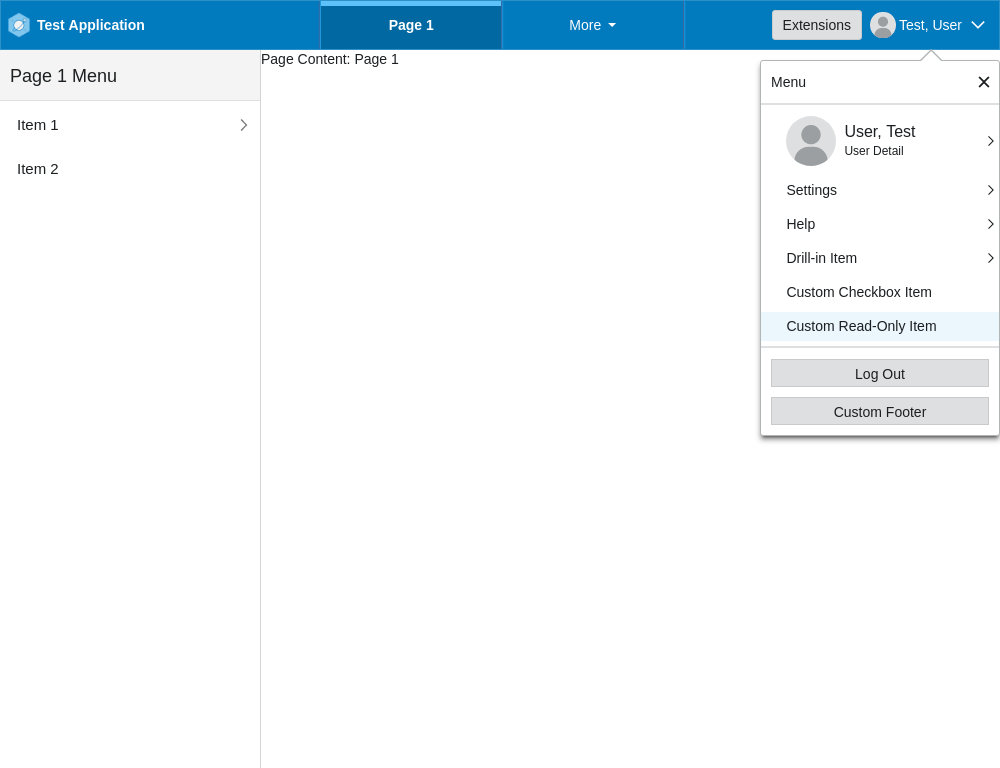 Test Application
Page 1
More
Extensions
Test, User
Page 1 Menu
Item 1
Item 2
Page Content: Page 1
Menu
User, Test
User Detail
Settings
Help
Drill-in Item
Custom Checkbox Item
Custom Read-Only Item
Log Out
Custom Footer